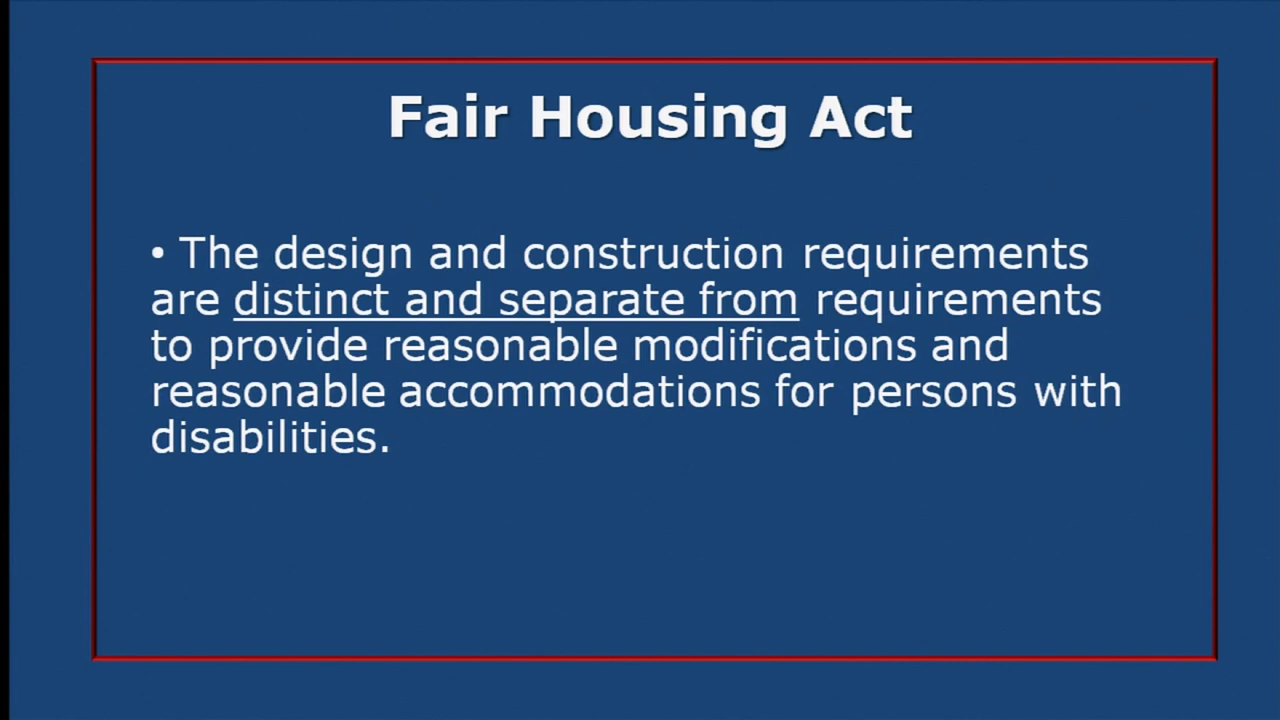 Fair Housing Act
• The design and construction requirements
are distinct and separate from requirements
to provide reasonable modifications and
reasonable accommodations for persons with
disabilities.